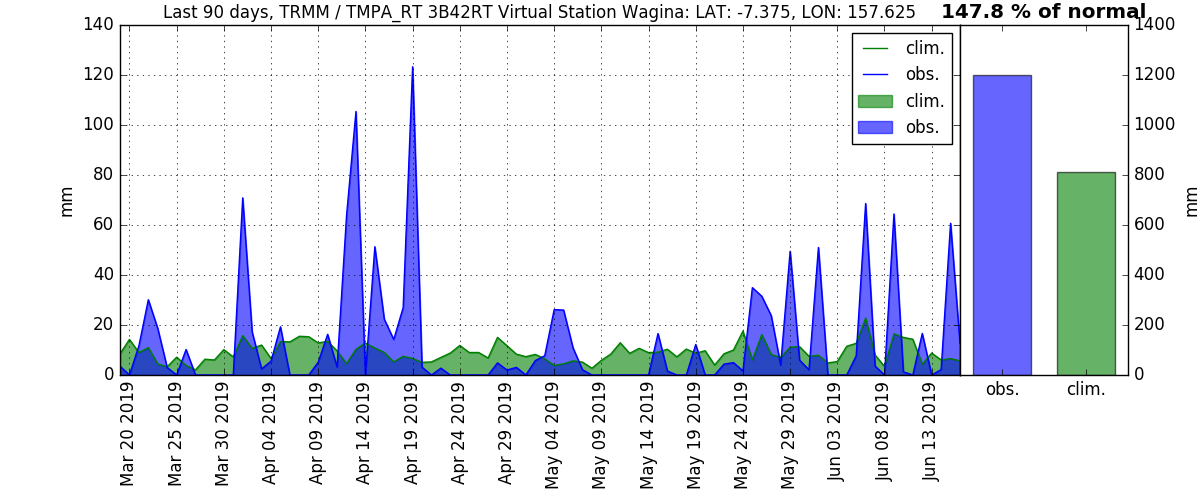 Last 90 days, TRMM / TMPA_RT 3B42RT Virtual Station Wagina: LAT: -7.375, LON: 157.625
147.8 % of normal
140
120
100
80
60
40
20
0
mm
clim.
obs.
clim.
obs.
Mar 20 2019
Mar 25 2019
Mar 30 2019
Apr 04 2019
Apr 09 2019
Apr 14 2019
Apr 19 2019
Apr 24 2019
Apr 29 2019
May 04 2019
May 09 2019
May 14 2019
May 19 2019
May 24 2019
May 29 2019
Jun 03 2019
Jun 08 2019
Jun 13 2019
obs.
clim.
1400
1200
1000
800
600
400
200
0
mm